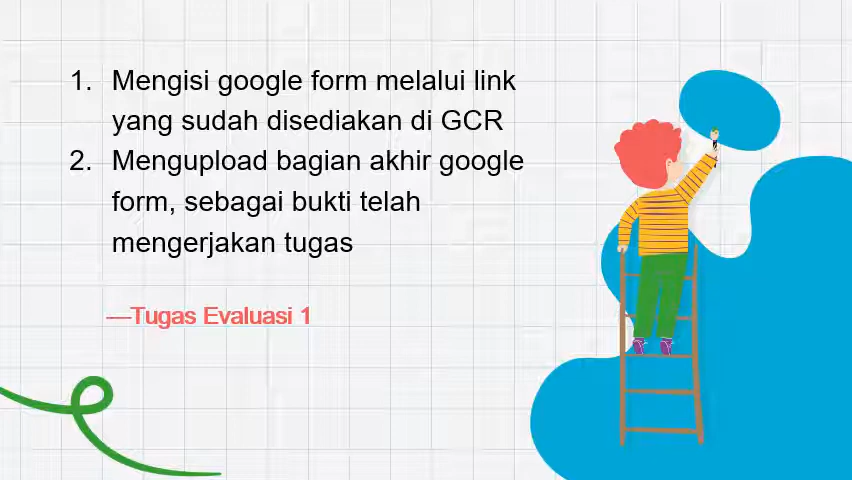 1. Mengisi google form melalui link
yang sudah disediakan di GCR
2. Mengupload bagian akhir google
form, sebagai bukti telah
mengerjakan tugas
—Tugas Evaluasi 1